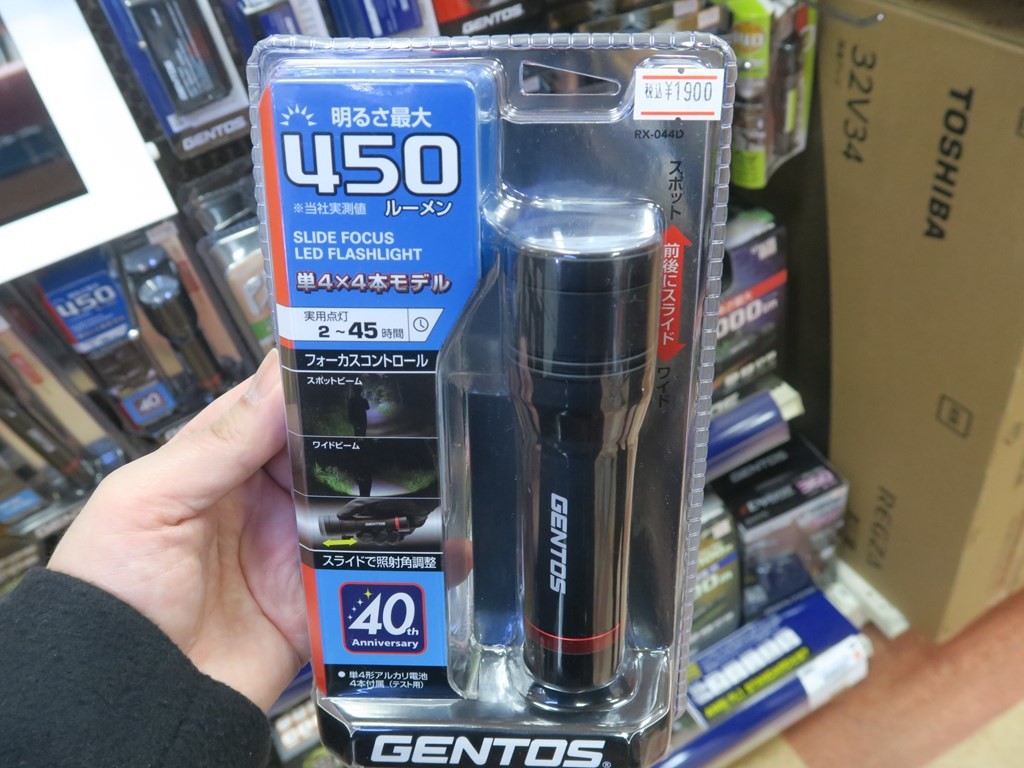 GENTOS
GENTOS
税込¥1900
RX-044D
明るさ最大
450
※当社実測値 ルーメン
SLIDE FOCUS
LED FLASHLIGHT
単4×4本モデル
実用点灯
2~45時間
フォーカスコントロール
スポットビーム
ワイドビーム
GENTOS
スライドで照射角調整
40th
Anniversary
● 単4形アルカリ電池
4本付属(テスト用)
GENTOS®
スポット
前後にスライド
ワイド
GENTOS
450
40
GENTOS
TOSHIBA
32V34
REGZA